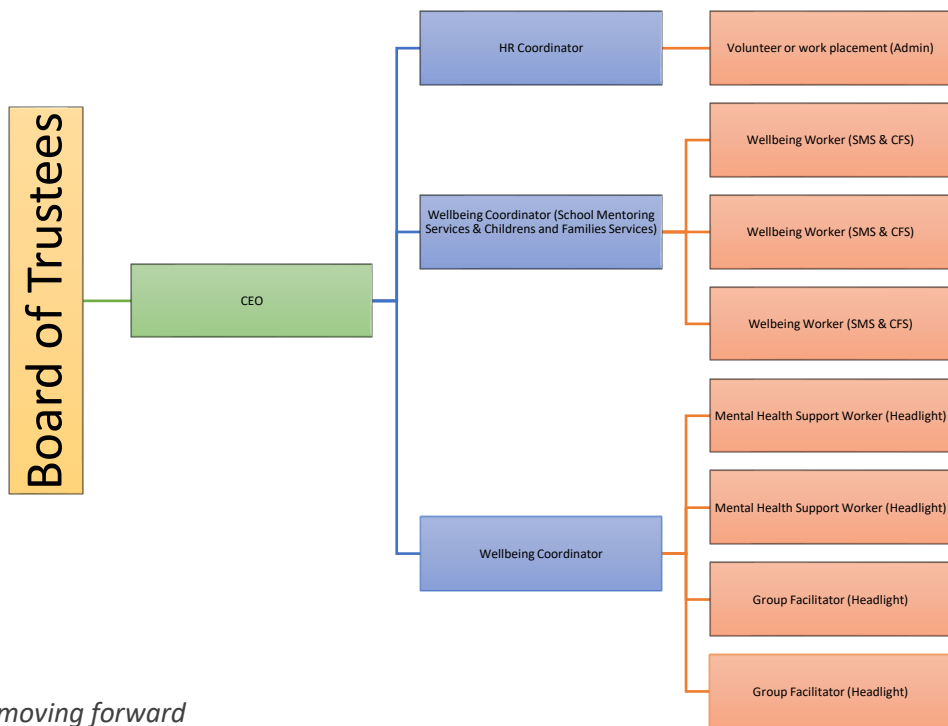 Board of Trustees
CEO
HR Coordinator
Volunteer or work placement (Admin)
Wellbeing Coordinator (School Mentoring
Services & Childrens and Families Services)
Wellbeing Worker (SMS & CFS)
Wellbeing Worker (SMS & CFS)
Welbeing Worker (SMS & CFS)
Wellbeing Coordinator
Mental Health Support Worker (Headlight)
Mental Health Support Worker (Headlight)
Group Facilitator (Headlight)
Group Facilitator (Headlight)
moving forward